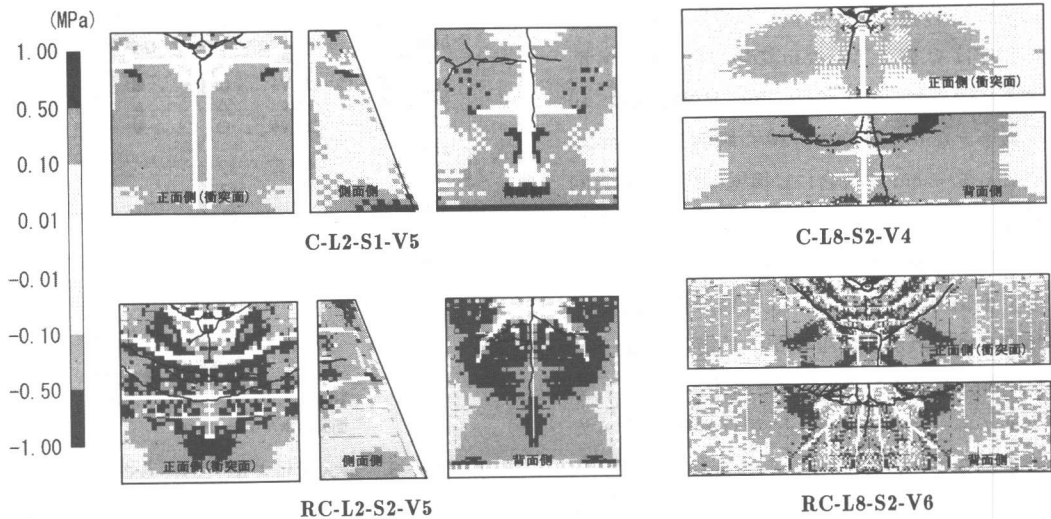 (MPa)
1.00
0.50
0.10
0.01
-0.01
-0.10
-0.50
-1.00
正面側(衝突面)
側面側
背面側
C-L2-S1-V5
正面側(衝突面)
背面側
C-L8-S2-V4
正面側(衝突面)
側面側
背面側
RC-L2-S2-V5
正面側(衝突面)
背面側
RC-L8-S2-V6